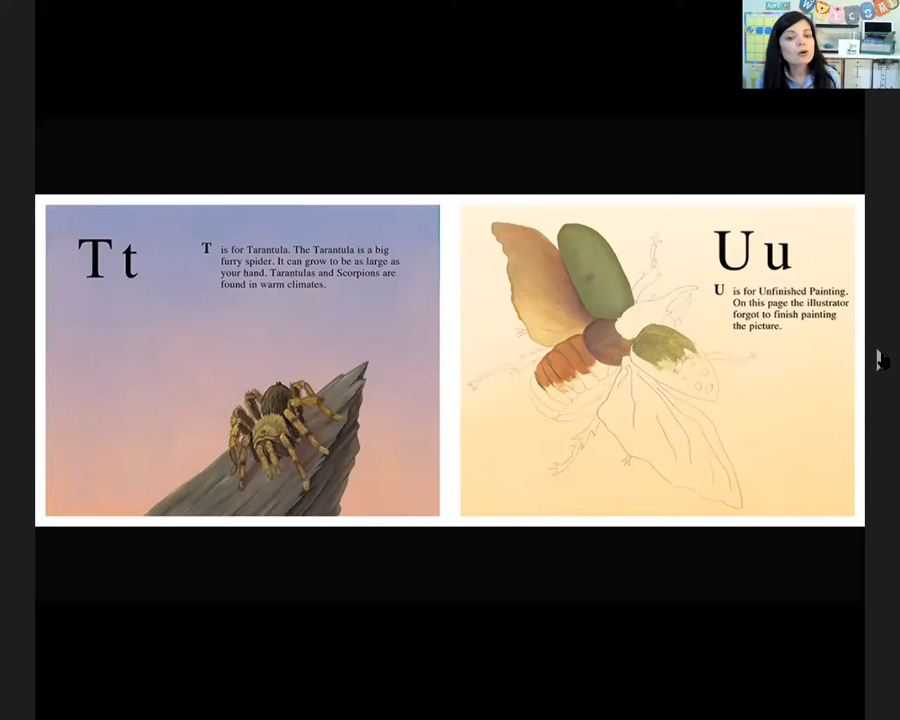 April
WELCOME
T t
T is for Tarantula. The Tarantula is a big
furry spider. It can grow to be as large as
your hand. Tarantulas and Scorpions are
found in warm climates.
U u
U is for Unfinished Painting.
On this page the illustrator
forgot to finish painting
the picture.